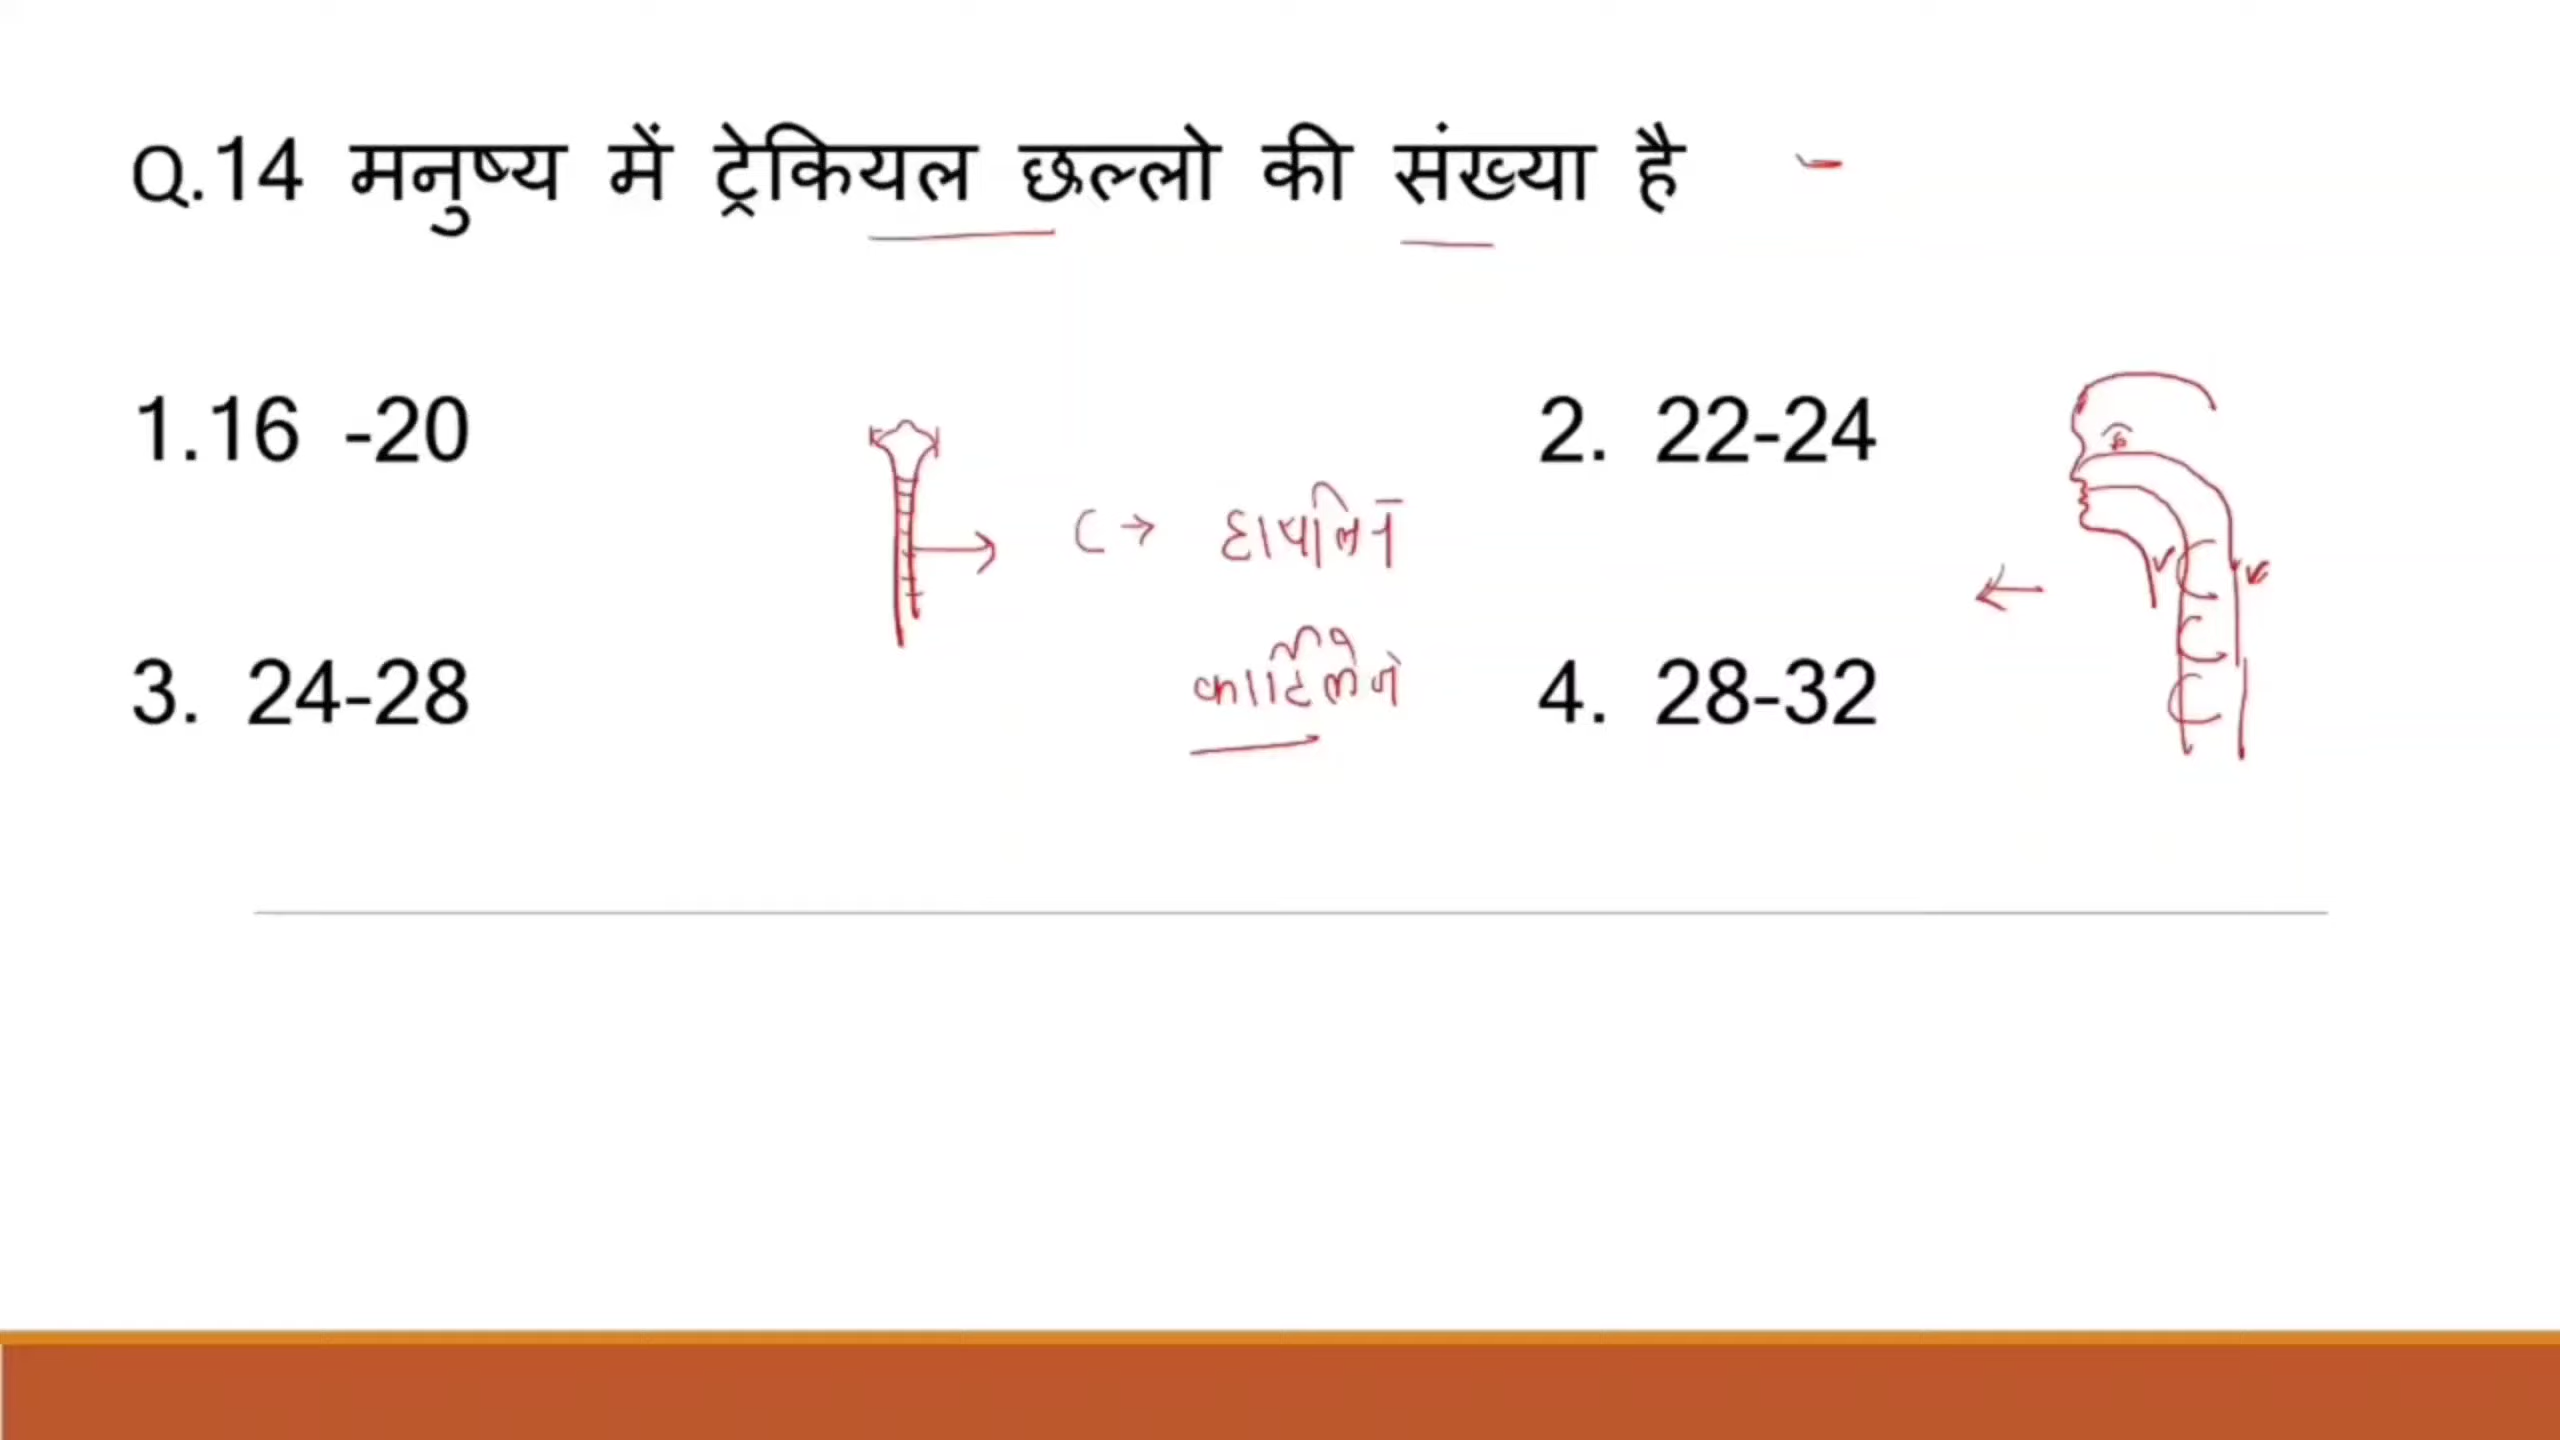 Q.14 मनुष्य में ट्रेकियल छल्लो की संख्या है -
1.16 -20
2. 22-24
C → हायलिन
3. 24-28
कार्टिलेज
4. 28-32